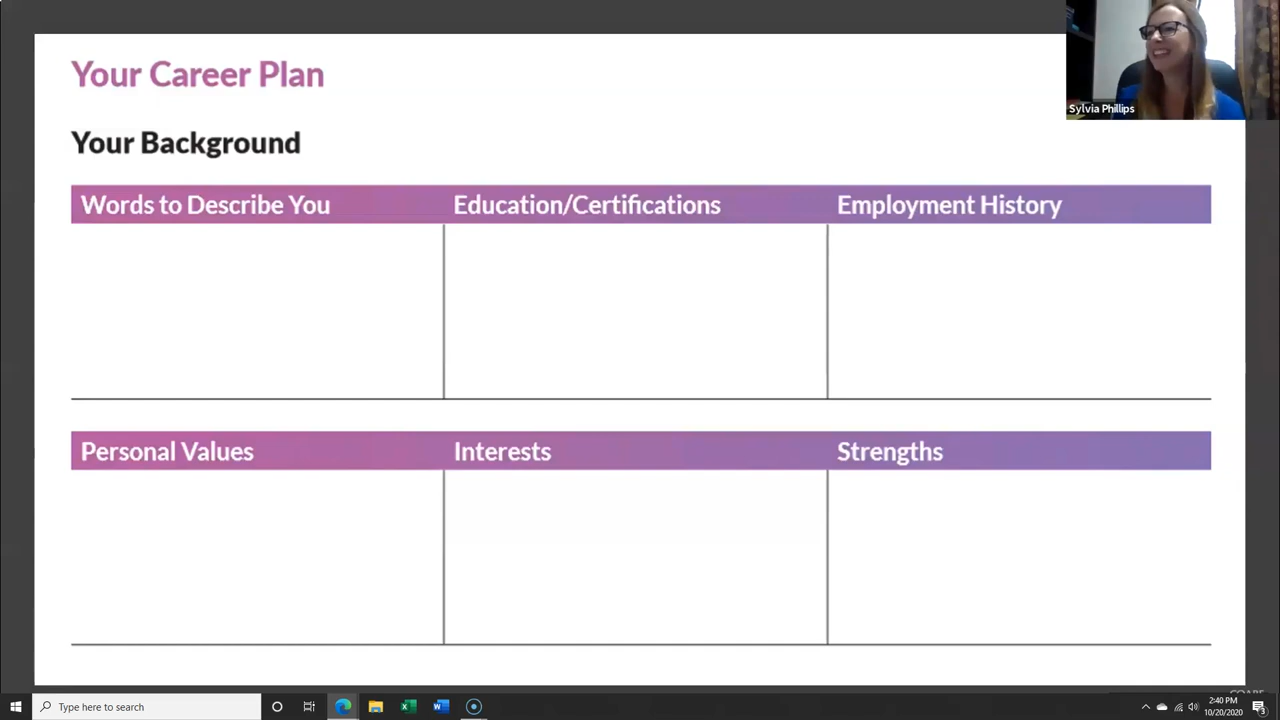 Your Career Plan
Sylvia Phillips
Your Background
Words to Describe You
Education/Certifications
Employment History
Personal Values
Interests
Strengths
Type here to search
2:40 PM
10/20/2020
3